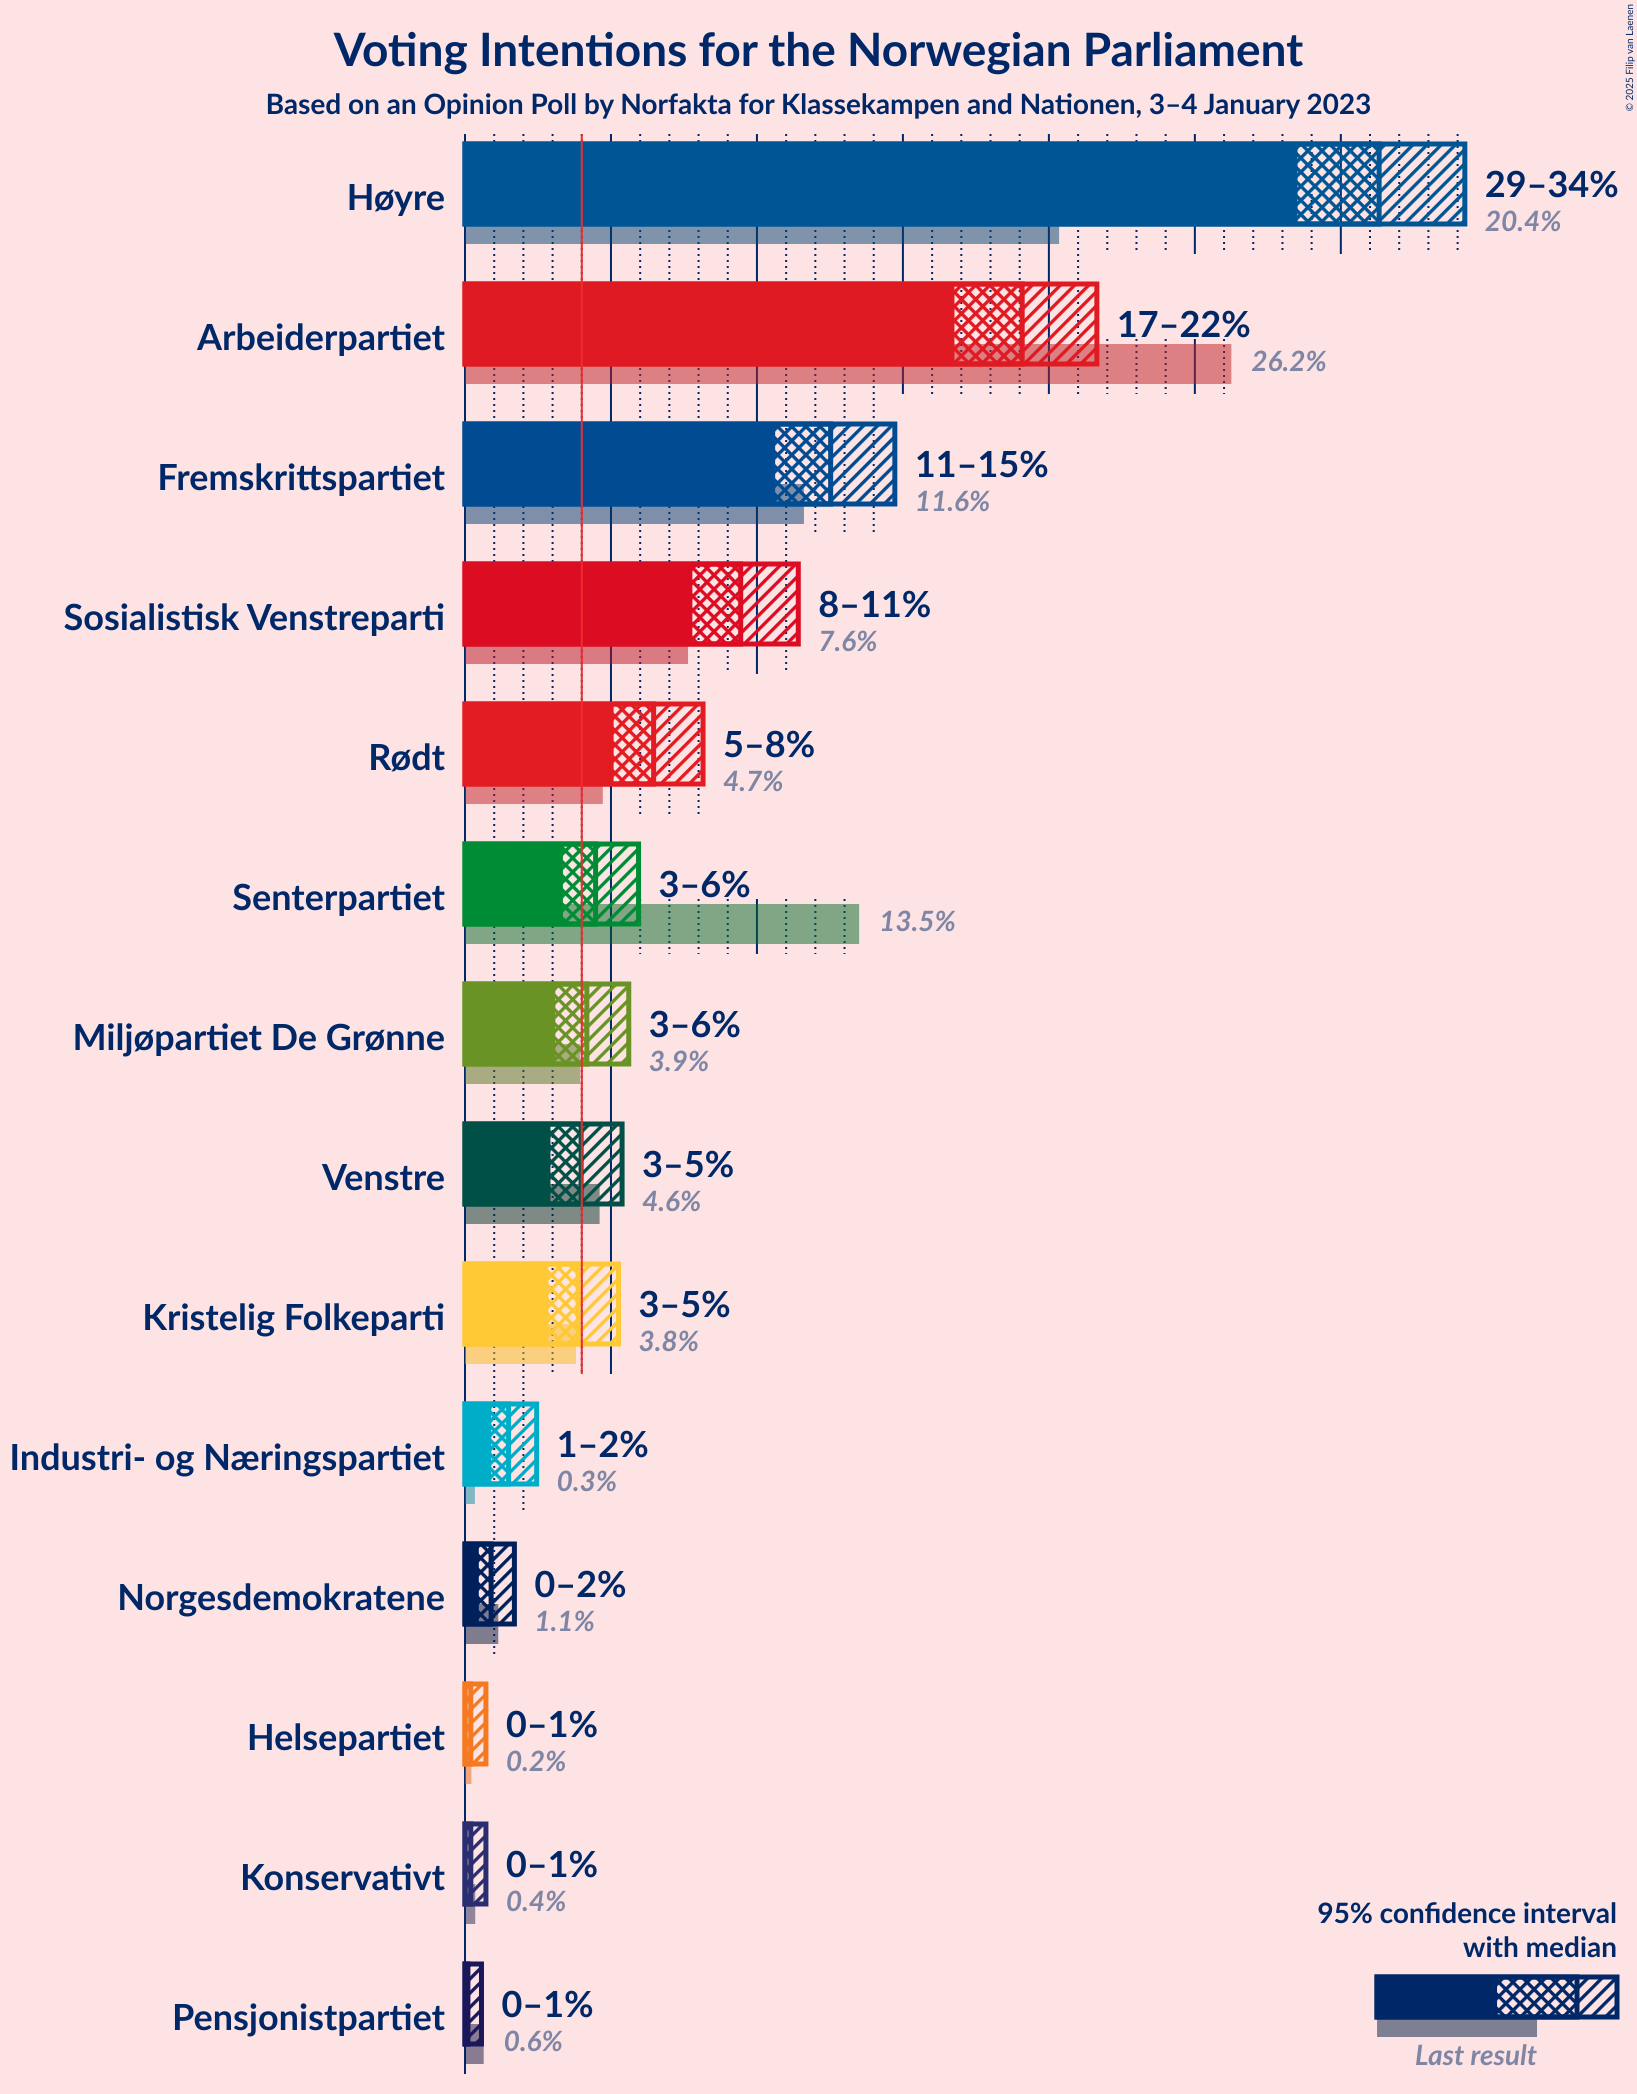 Voting Intentions for the Norwegian Parliament
Based on an Opinion Poll by Norfakta for Klassekampen and Nationen, 3–4 January 2023
© 2025 Filip van Laenen
Høyre
29–34%
20.4%
Arbeiderpartiet
17–22%
26.2%
Fremskrittspartiet
11–15%
11.6%
Sosialistisk Venstreparti
8–11%
7.6%
Rødt
5–8%
4.7%
Senterpartiet
3–6%
13.5%
Miljøpartiet De Grønne
3–6%
3.9%
Venstre
3–5%
4.6%
Kristelig Folkeparti
3–5%
3.8%
Industri- og Næringspartiet
1–2%
0.3%
Norgesdemokratene
0–2%
1.1%
Helsepartiet
0–1%
0.2%
Konservativt
0–1%
0.4%
Pensjonistpartiet
0–1%
0.6%
95% confidence interval
with median
Last result